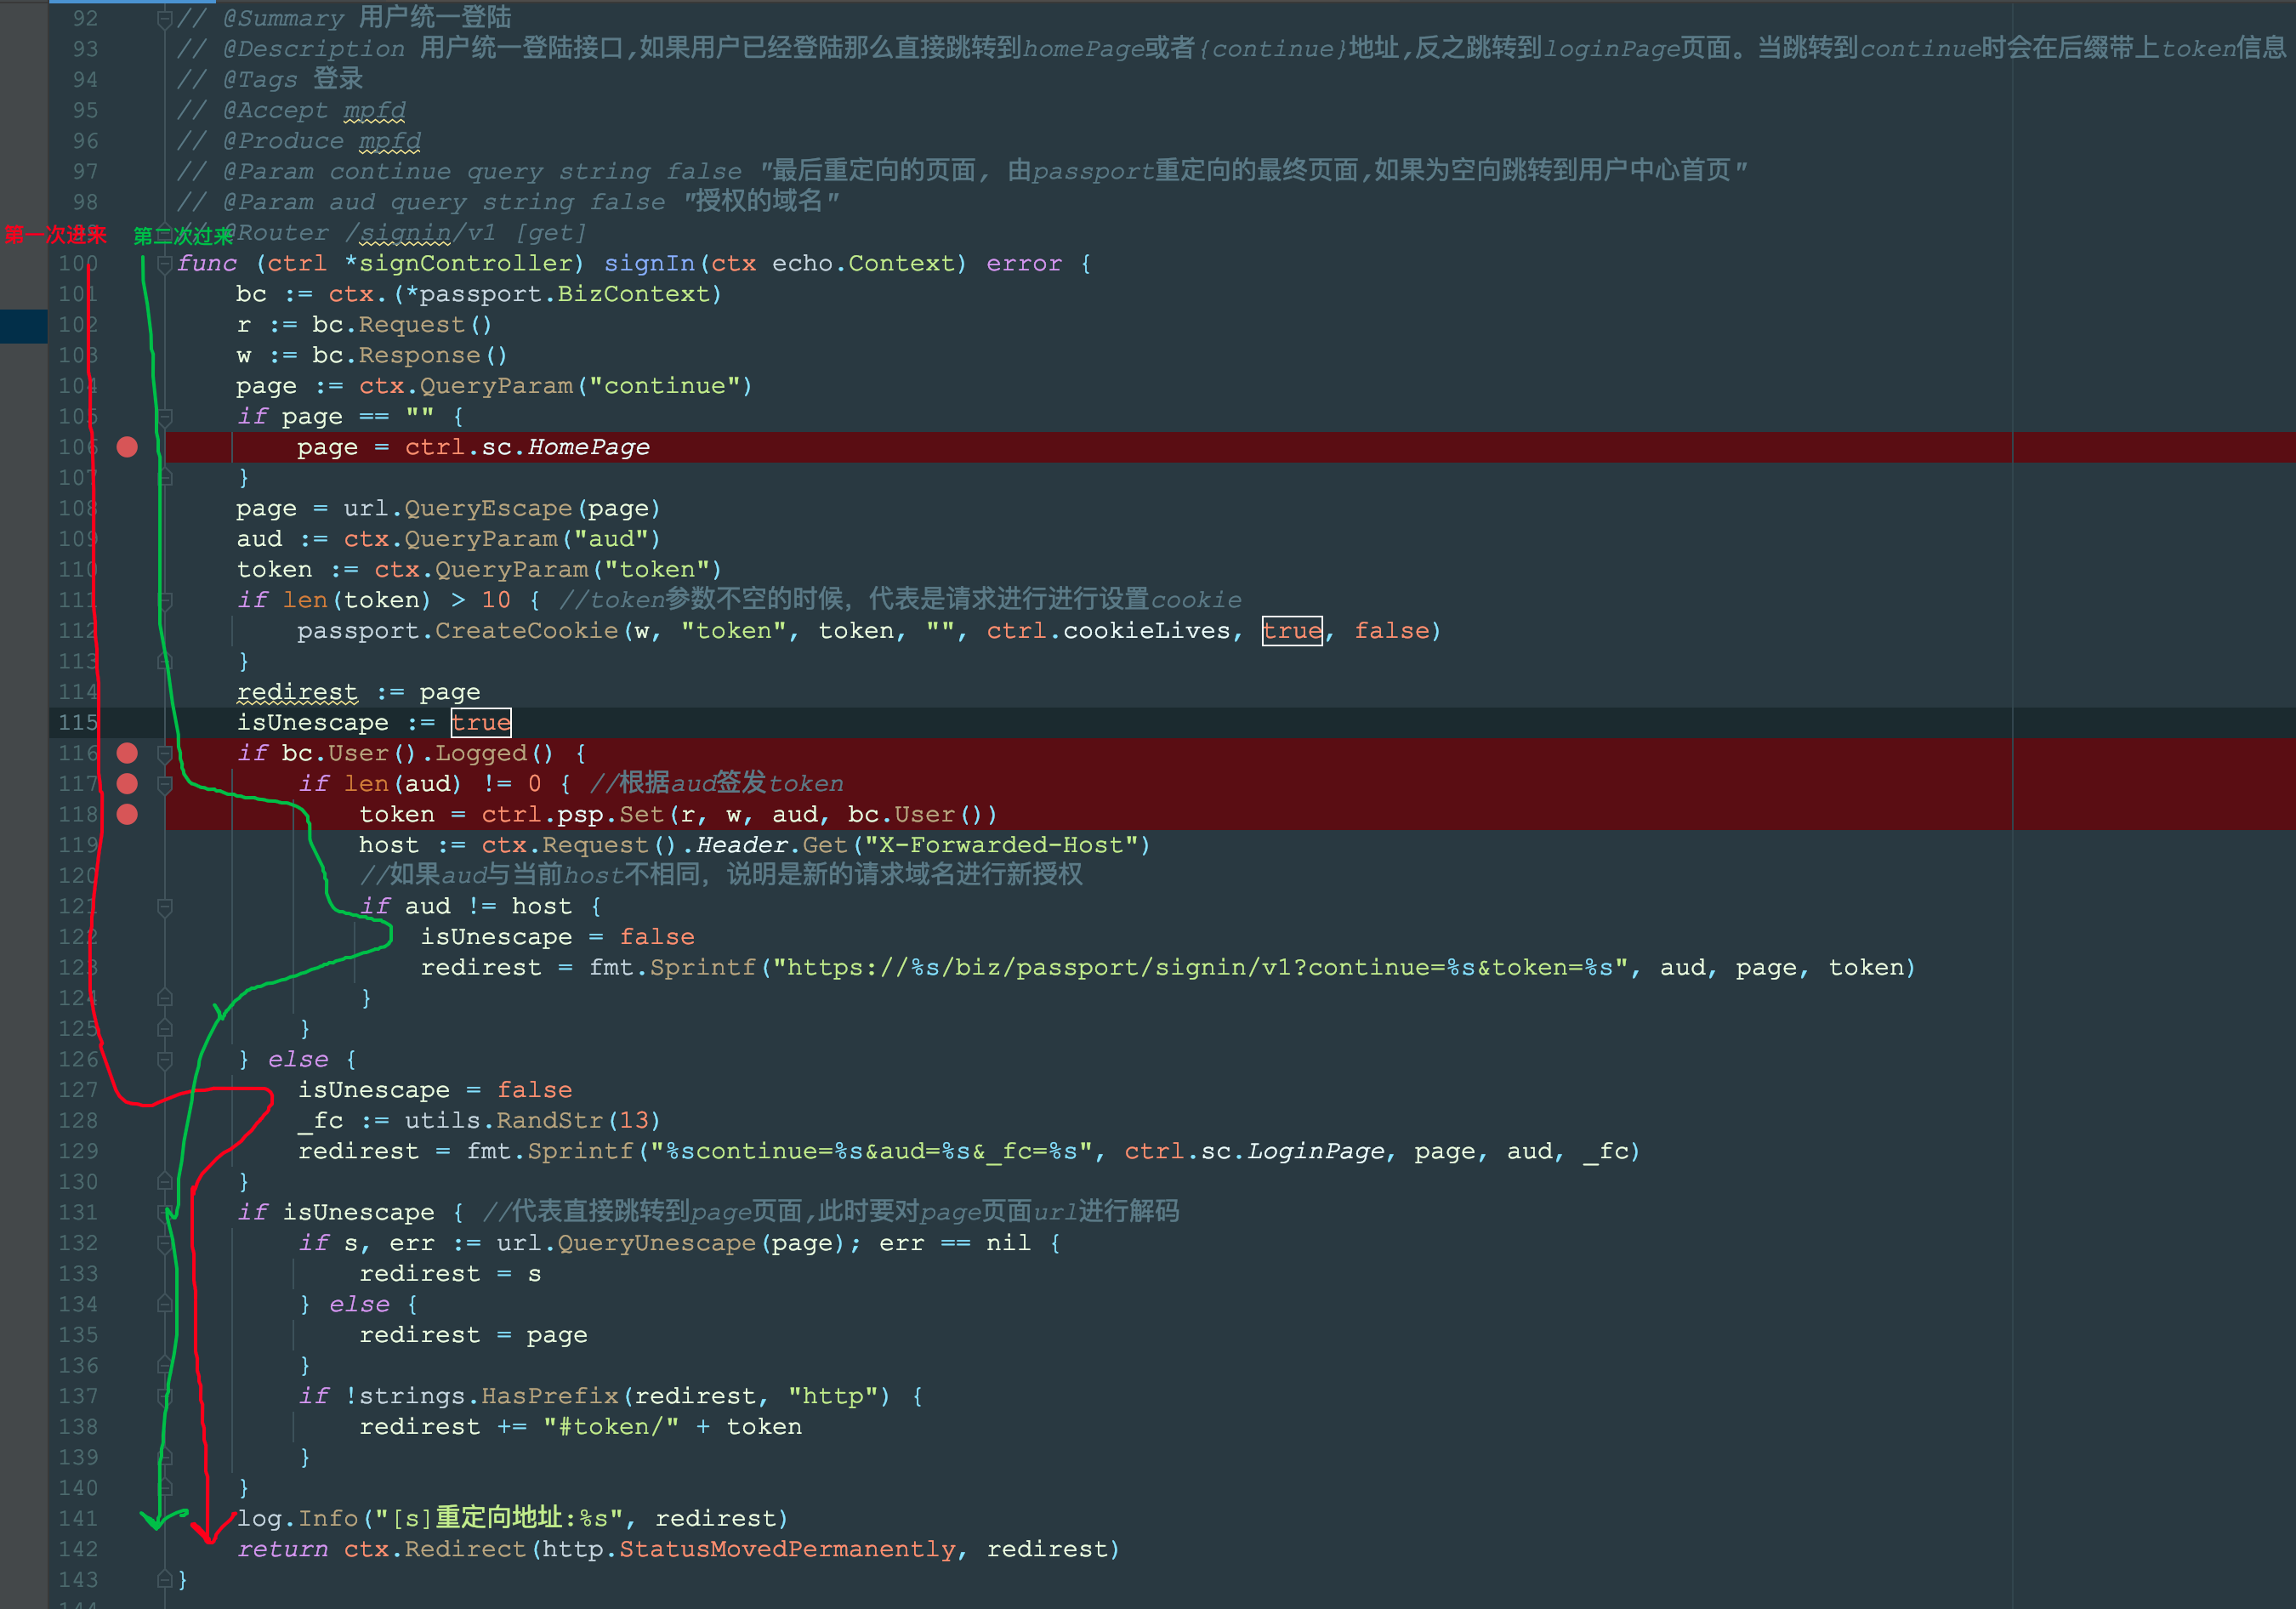 92 // @Summary 用户统一登陆
93 // @Description 用户统一登陆接口,如果用户已经登陆那么直接跳转到homePage或者{continue}地址,反之跳转到loginPage页面。当跳转到continue时会在后缀带上token信息
94 // @Tags 登录
95 // @Accept mpfd
96 // @Produce mpfd
97 // @Param continue query string false "最后重定向的页面, 由passport重定向的最终页面,如果为空向跳转到用户中心首页"
98 // @Param aud query string false "授权的域名"
第一次进来 第二次过来 @Router /signin/v1 [get]
100 func (ctrl *signController) signIn(ctx echo.Context) error {
101 bc := ctx.(*passport.BizContext)
102 r := bc.Request()
103 w := bc.Response()
104 page := ctx.QueryParam("continue")
105 if page == "" {
106 page = ctrl.sc.HomePage
107 }
108 page = url.QueryEscape(page)
109 aud := ctx.QueryParam("aud")
110 token := ctx.QueryParam("token")
111 if len(token) > 10 { //token参数不空的时候，代表是请求进行进行设置cookie
112 passport.CreateCookie(w, "token", token, "", ctrl.cookieLives, true, false)
113 }
114 redirest := page
115 isUnescape := true
116 if bc.User().Logged() {
117 if len(aud) != 0 { //根据aud签发token
118 token = ctrl.psp.Set(r, w, aud, bc.User())
119 host := ctx.Request().Header.Get("X-Forwarded-Host")
120 //如果aud与当前host不相同，说明是新的请求域名进行新授权
121 if aud != host {
122 isUnescape = false
123 redirest = fmt.Sprintf("https://%s/biz/passport/signin/v1?continue=%s&token=%s", aud, page, token)
124 }
125 }
126 } else {
127 isUnescape = false
128 _fc := utils.RandStr(13)
129 redirest = fmt.Sprintf("%scontinue=%s&aud=%s&_fc=%s", ctrl.sc.LoginPage, page, aud, _fc)
130 }
131 if isUnescape { //代表直接跳转到page页面,此时要对page页面url进行解码
132 if s, err := url.QueryUnescape(page); err == nil {
133 redirest = s
134 } else {
135 redirest = page
136 }
137 if !strings.HasPrefix(redirest, "http") {
138 redirest += "#token/" + token
139 }
140 }
141 log.Info("[s]重定向地址:%s", redirest)
142 return ctx.Redirect(http.StatusMovedPermanently, redirest)
143 }